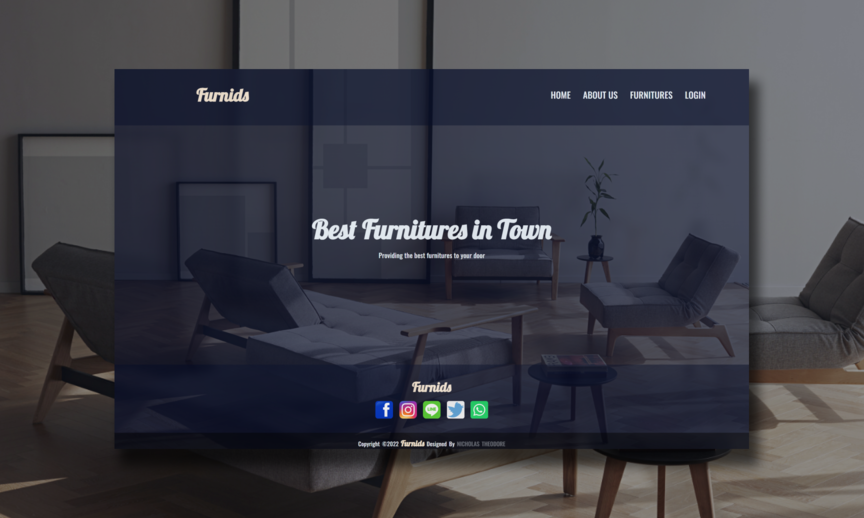 Furnids
HOME ABOUT US FURNITURES LOGIN
Best Furnitures in Town
Providing the best furnitures to your door
Furnids
LINE
Copyright ©2022 Furnids Designed By NICHOLAS THEODORE